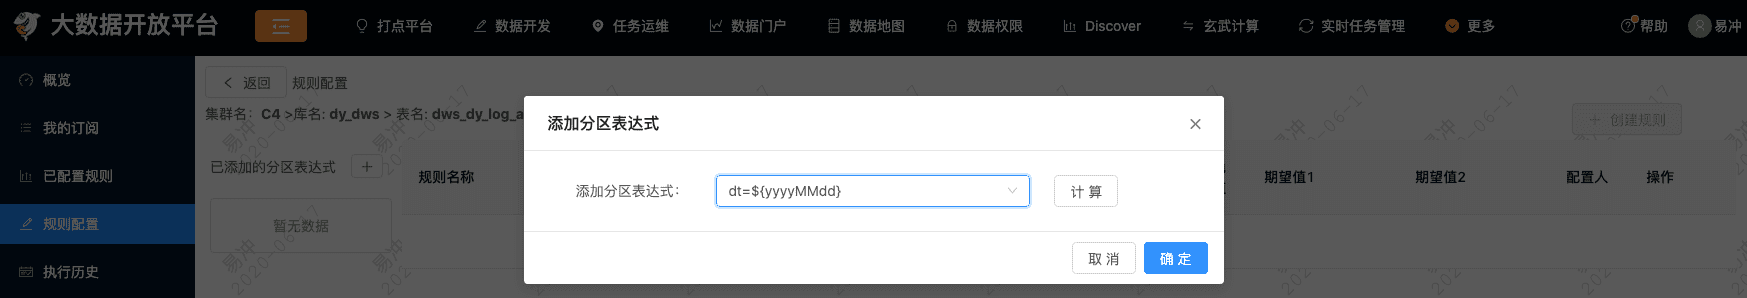 大数据开放平台
打点平台
数据开发
任务运维
数据门户
数据地图
数据权限
Discover
玄武计算
实时任务管理
更多
帮助
易冲
概览
我的订阅
已配置规则
规则配置
执行历史
返回
规则配置
集群名: C4 >库名: dy_dws > 表名: dws_dy_log_a
+ 创建规则
已添加的分区表达式
+
暂无数据
规则名称
期望值1
期望值2
配置人
操作
添加分区表达式
添加分区表达式:
dt=${yyyyMMdd}
计 算
取 消
确 定
易冲
2020-06-17